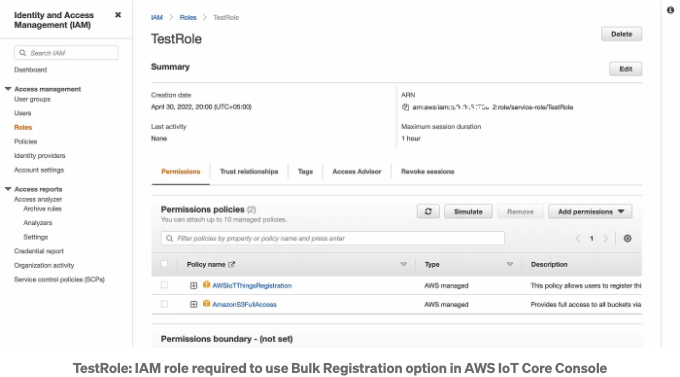 Identity and Access
Management (IAM)
Search IAM
Dashboard
Access management
User groups
Users
Roles
Policies
Identity providers
Account settings
Access reports
Access analyzer
Archive rules
Analyzers
Settings
Credential report
Organization activity
Service control policies (SCPs)
IAM > Roles > TestRole
TestRole
Delete
Summary
Edit
Creation date
April 30, 2022, 20:00 (UTC+05:00)
ARN
arn:aws:iam: 2:role/service-role/TestRole
Last activity
None
Maximum session duration
1 hour
Permissions Trust relationships Tags Access Advisor Revoke sessions
Permissions policies (2)
You can attach up to 10 managed policies.
Simulate Remove Add permissions
Filter policies by property or policy name and press enter
1
Policy name Type Description
AWSIoTThingsRegistration AWS managed This policy allows users to register thi
AmazonS3FullAccess AWS managed Provides full access to all buckets via
Permissions boundary - (not set)
TestRole: IAM role required to use Bulk Registration option in AWS IoT Core Console